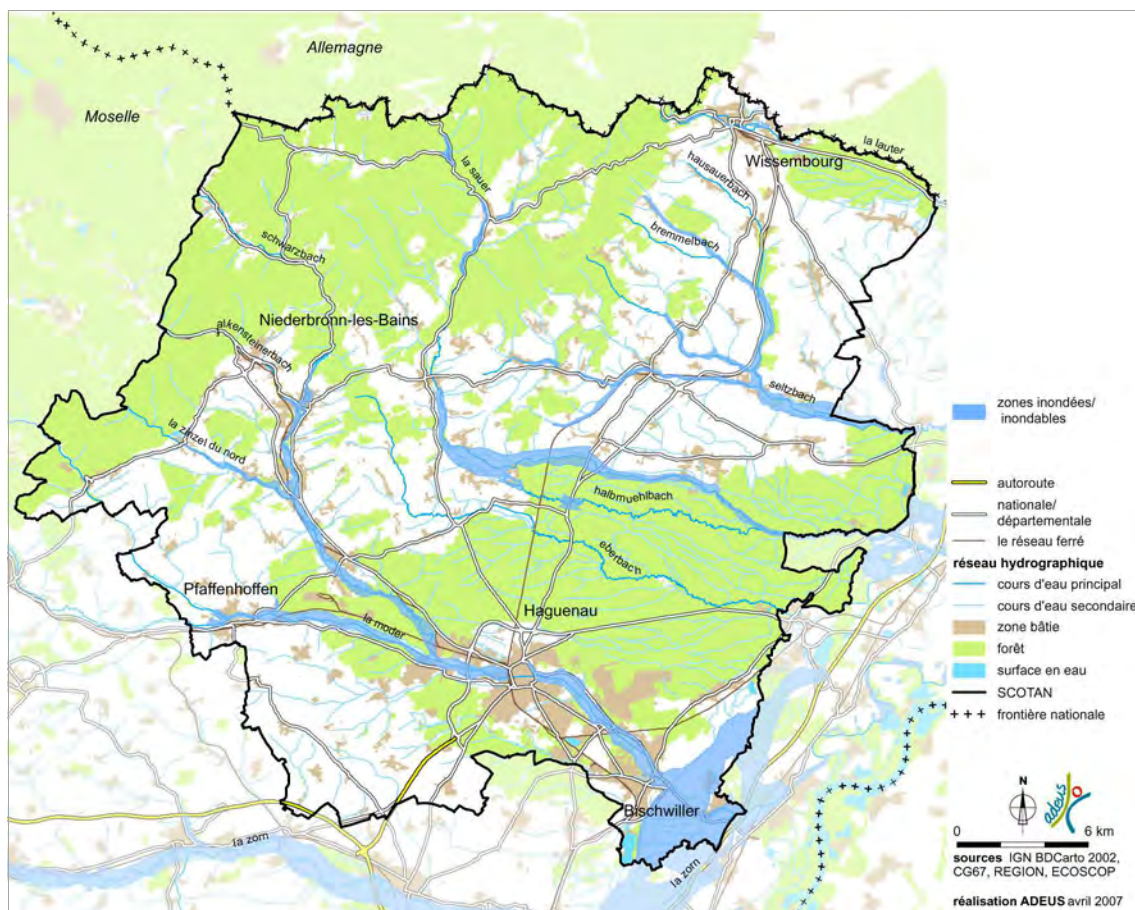 Allemagne
Moselle
Wissembourg
la lauter
hausauerbach
la sauer
bremmelbach
schwarzbach
Niederbronn-les-Bains
alkensteinerbach
seltzbach
la zinzel du nord
halbmuehlbach
eberbach
Pfaffenhoffen
Haguenau
la moder
Bischwiller
la zorn
la zorn
zones inondées/
inondables
autoroute
nationale/
départementale
le réseau ferré
réseau hydrographique
cours d'eau principal
cours d'eau secondaire
zone bâtie
forêt
surface en eau
SCOTAN
frontière nationale
N
adeus
0 6 km
sources IGN BDCarto 2002,
CG67, REGION, ECOSCOP
réalisation ADEUS avril 2007